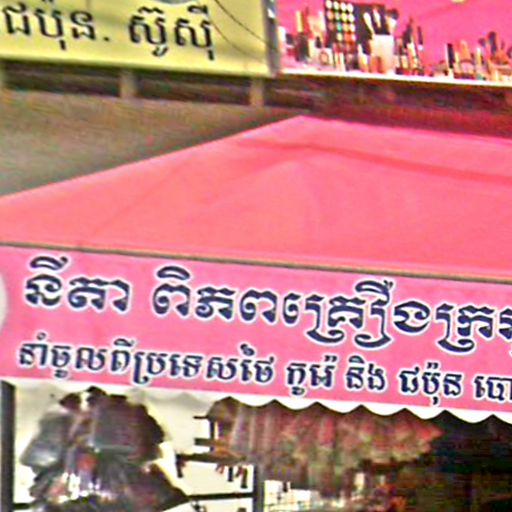 ជប៉ុន. ស៊ូស៊ី
នីតា ពិភពគ្រឿងក្រ
នាំចូលពីប្រទេសថៃ កូរ៉េ និង ជប៉ុន បោ